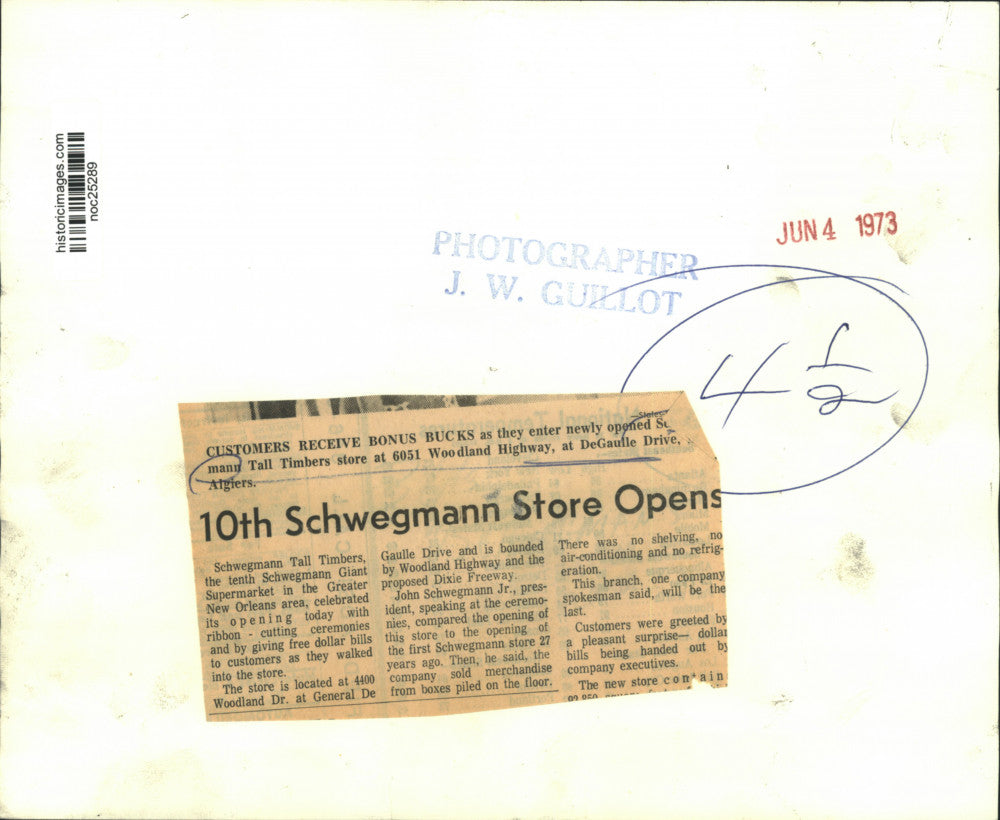 historicimages.com
noc25289
JUN 4 1973
PHOTOGRAPHER
J. W. GUILLOT
4 1/2
—States-
CUSTOMERS RECEIVE BONUS BUCKS as they enter newly opened
mann Tall Timbers store at 6051 Woodland Highway, at DeGaulle Drive,
Algiers.
10th Schwegmann Store Opens
Schwegmann Tall Timbers,
the tenth Schwegmann Giant
Supermarket in the Greater
New Orleans area, celebrated
its opening today with
ribbon - cutting ceremonies
and by giving free dollar bills
to customers as they walked
into the store.
The store is located at 4400
Woodland Dr. at General De
Gaulle Drive and is bounded
by Woodland Highway and the
proposed Dixie Freeway.
John Schwegmann Jr., pres-
ident, speaking at the ceremo-
nies, compared the opening of
this store to the opening of
the first Schwegmann store 27
years ago. Then, he said, the
company sold merchandise
from boxes piled on the floor.
There was no shelving, no
air-conditioning and no refrig-
eration.
This branch, one company
spokesman said, will be the
last.
Customers were greeted by
a pleasant surprise— dollar
bills being handed out by
company executives.
The new store contain